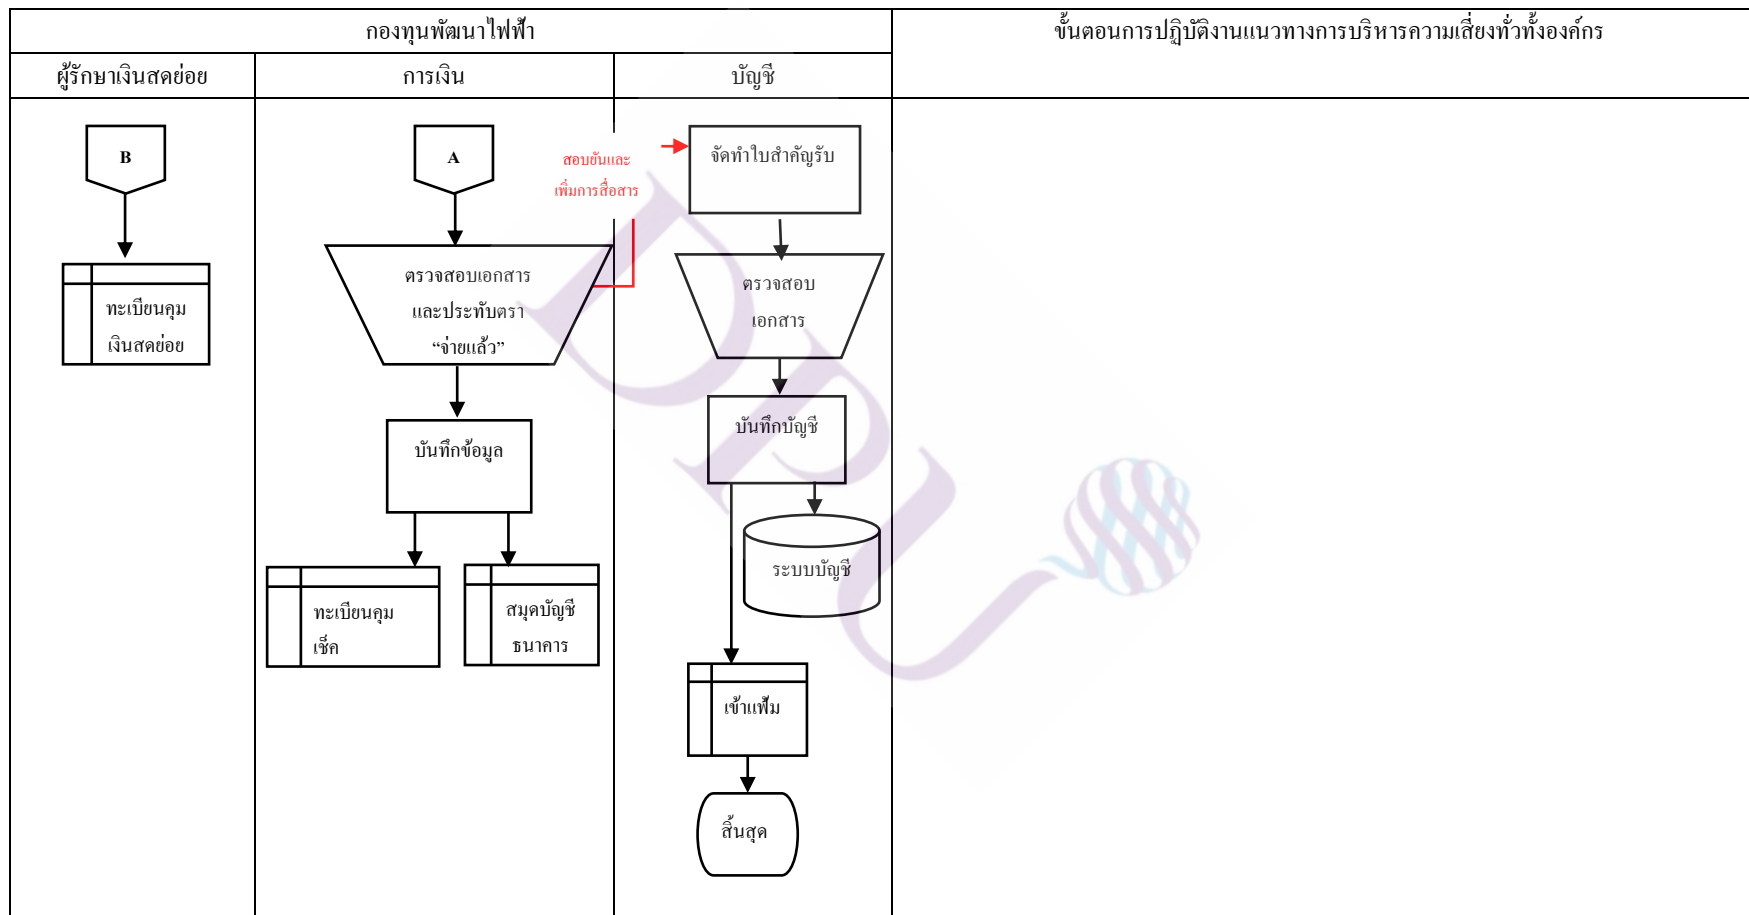 กองทุนพัฒนาไฟฟ้า
ขั้นตอนการปฏิบัติงานแนวทางการบริหารความเสี่ยงทั่วทั้งองค์กร
ผู้รักษาเงินสดย่อย
การเงิน
บัญชี
B
ทะเบียนคุม
เงินสดย่อย
A
ตรวจสอบเอกสาร
และประทับตรา
“จ่ายแล้ว”
บันทึกข้อมูล
ทะเบียนคุม
เช็ค
สมุดบัญชี
ธนาคาร
สอบยันและ
เพิ่มการสื่อสาร
จัดทำใบสำคัญรับ
ตรวจสอบ
เอกสาร
บันทึกบัญชี
ระบบบัญชี
เข้าแฟ้ม
สิ้นสุด
DPU